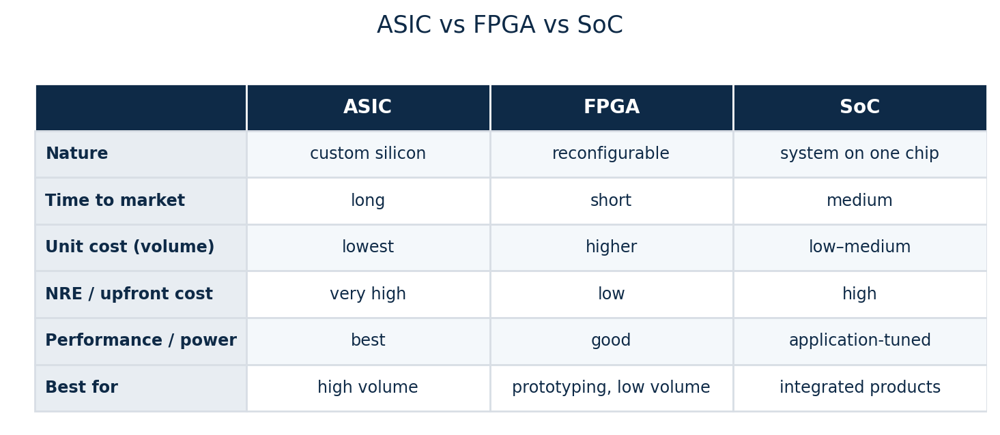 ASIC vs FPGA vs SoC
ASIC FPGA SoC
Nature custom silicon reconfigurable system on one chip
Time to market long short medium
Unit cost (volume) lowest higher low–medium
NRE / upfront cost very high low high
Performance / power best good application-tuned
Best for high volume prototyping, low volume integrated products